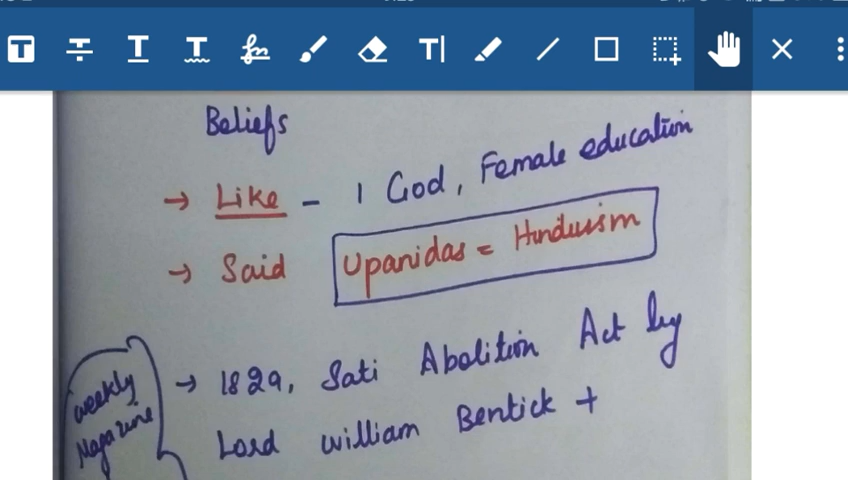 Beliefs
→ Like - 1 God, Female education
→ Said Upanidas = Hinduism
→ 1829, Sati Abolition Act by
Lord William Bentick +
weekly
Magazine